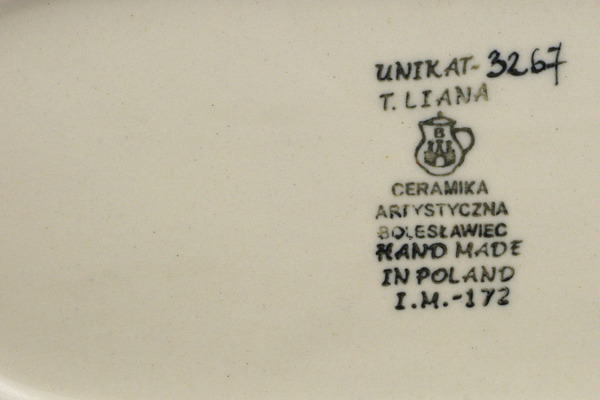 UNIKAT-3267
T. LIANA
B
CERAMIKA
ARTYSTYCZNA
BOLESŁAWIEC
HAND MADE
IN POLAND
I.M.-172